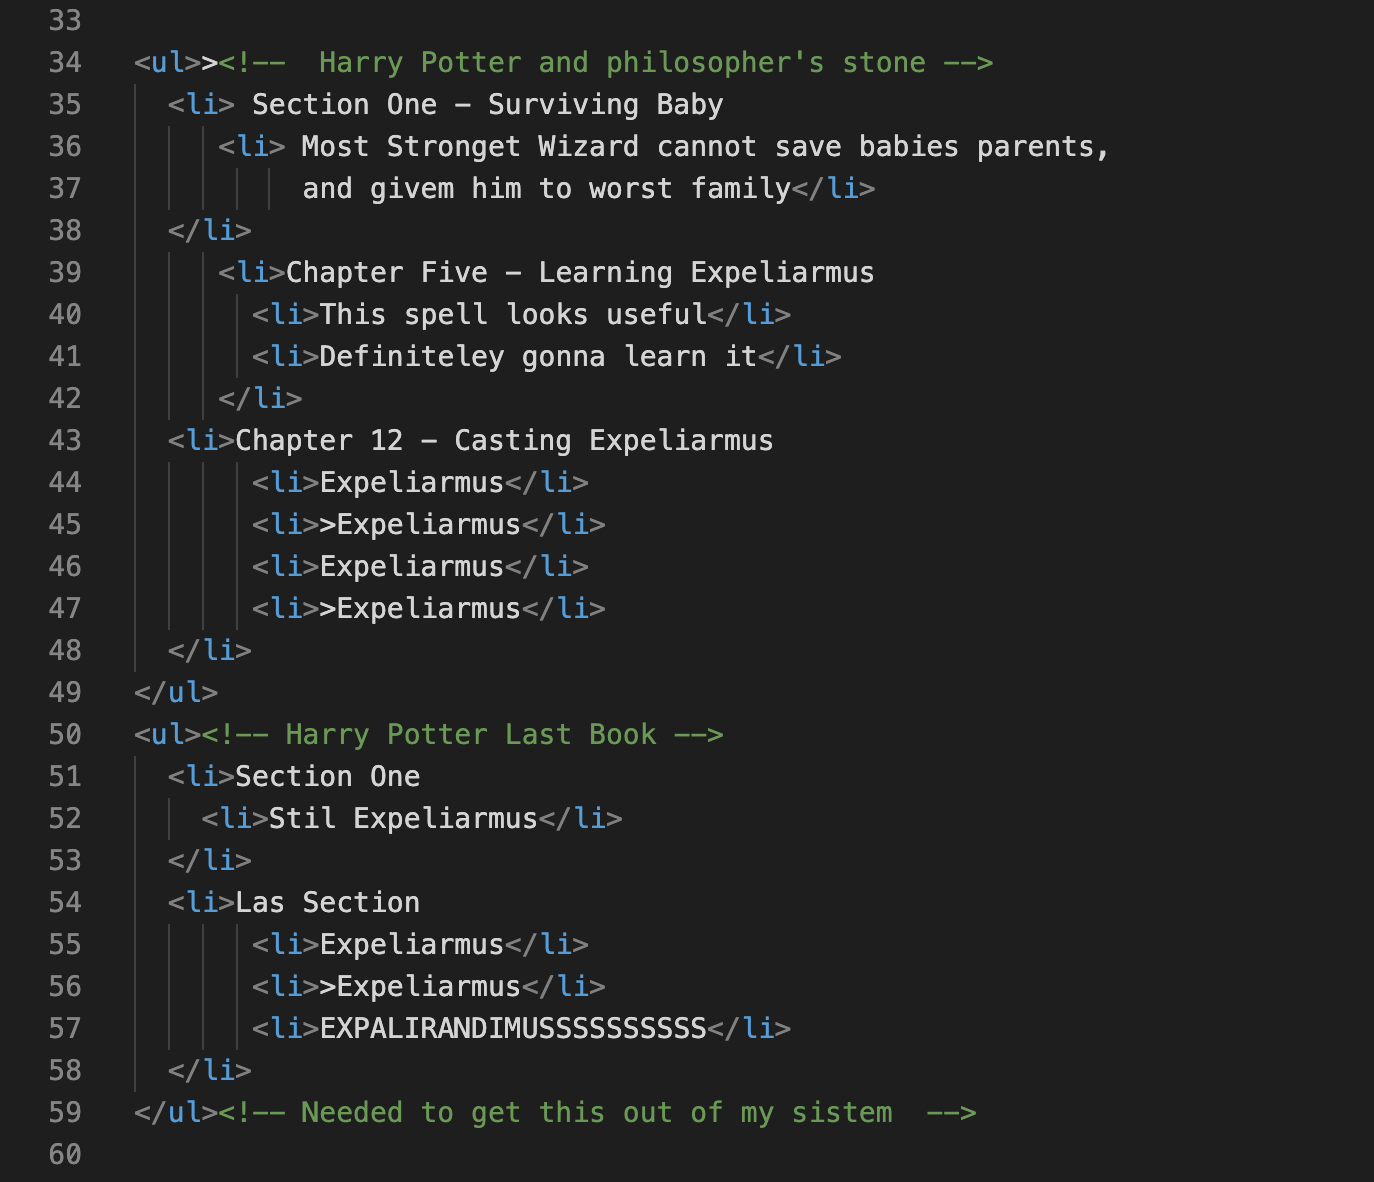 33
34 <ul>><!--  Harry Potter and philosopher's stone -->
35 <li> Section One - Surviving Baby
36 <li> Most Stronget Wizard cannot save babies parents,
37 and givem him to worst family</li>
38 </li>
39 <li>Chapter Five - Learning Expeliarmus
40 <li>This spell looks useful</li>
41 <li>Definiteley gonna learn it</li>
42 </li>
43 <li>Chapter 12 - Casting Expeliarmus
44 <li>Expeliarmus</li>
45 <li>>Expeliarmus</li>
46 <li>Expeliarmus</li>
47 <li>>Expeliarmus</li>
48 </li>
49 </ul>
50 <ul><!-- Harry Potter Last Book -->
51 <li>Section One
52 <li>Stil Expeliarmus</li>
53 </li>
54 <li>Las Section
55 <li>Expeliarmus</li>
56 <li>>Expeliarmus</li>
57 <li>EXPALIRANDIMUSSSSSSSSSS</li>
58 </li>
59 </ul><!-- Needed to get this out of my sistem  -->
60